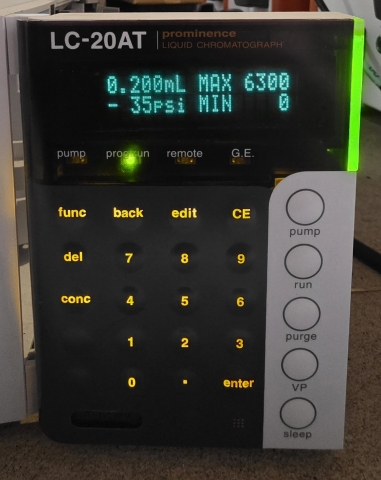 LC-20AT prominence
LIQUID CHROMATOGRAPH
0.200mL MAX 6300
- 35psi MIN 0
pump prog.run remote G.E.
func back edit CE
del 7 8 9
conc 4 5 6
1 2 3
0 . enter
pump
run
purge
VP
sleep